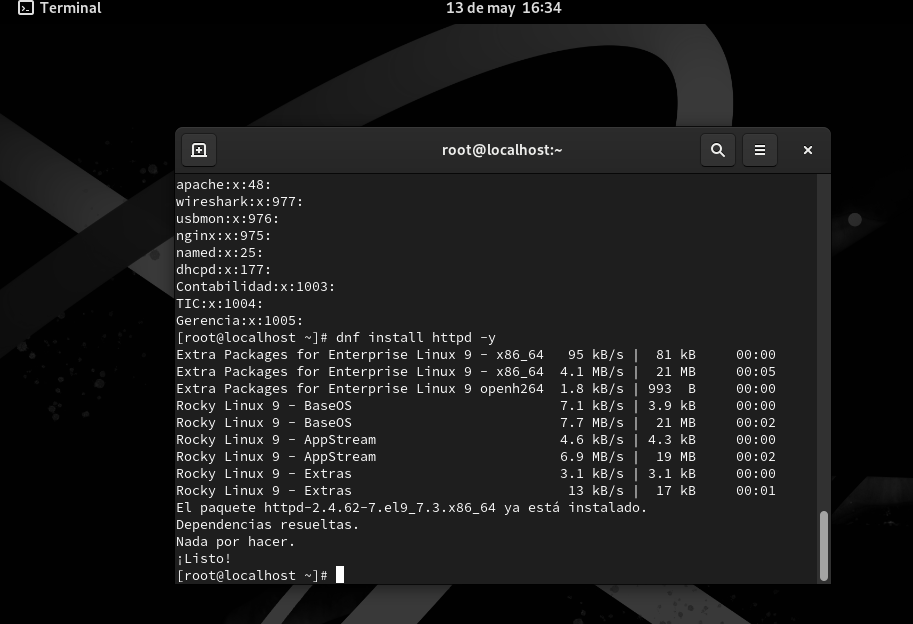 Terminal
13 de may 16:34
root@localhost:~
apache:x:48:
wireshark:x:977:
usbmon:x:976:
nginx:x:975:
named:x:25:
dhcpd:x:177:
Contabilidad:x:1003:
TIC:x:1004:
Gerencia:x:1005:
[root@localhost ~]# dnf install httpd -y
Extra Packages for Enterprise Linux 9 - x86_64   95 kB/s |  81 kB     00:00
Extra Packages for Enterprise Linux 9 - x86_64  4.1 MB/s |  21 MB     00:05
Extra Packages for Enterprise Linux 9 openh264  1.8 kB/s | 993  B     00:00
Rocky Linux 9 - BaseOS                          7.1 kB/s | 3.9 kB     00:00
Rocky Linux 9 - BaseOS                          7.7 MB/s |  21 MB     00:02
Rocky Linux 9 - AppStream                       4.6 kB/s | 4.3 kB     00:00
Rocky Linux 9 - AppStream                       6.9 MB/s |  19 MB     00:02
Rocky Linux 9 - Extras                          3.1 kB/s | 3.1 kB     00:00
Rocky Linux 9 - Extras                           13 kB/s |  17 kB     00:01
El paquete httpd-2.4.62-7.el9_7.3.x86_64 ya está instalado.
Dependencias resueltas.
Nada por hacer.
¡Listo!
[root@localhost ~]#